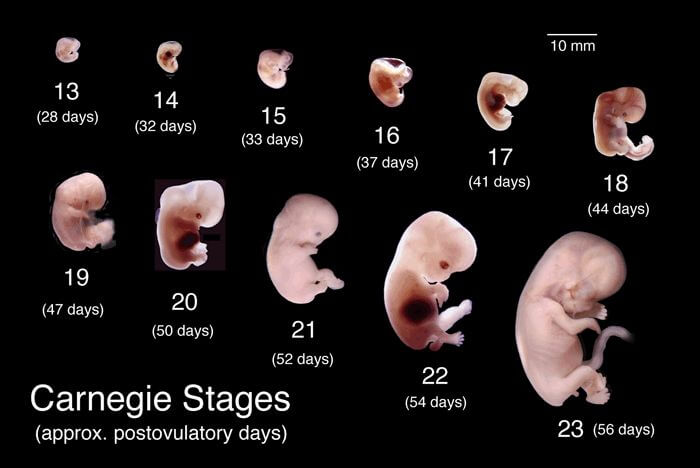 10 mm
13
(28 days)
14
(32 days)
15
(33 days)
16
(37 days)
17
(41 days)
18
(44 days)
19
(47 days)
20
(50 days)
21
(52 days)
22
(54 days)
23 (56 days)
Carnegie Stages
(approx. postovulatory days)